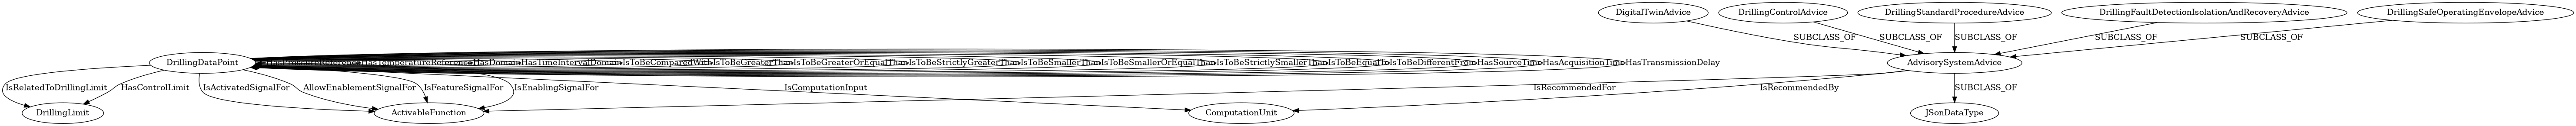 DigitalTwinAdvice
DrillingControlAdvice
DrillingStandardProcedureAdvice
DrillingFaultDetectionIsolationAndRecoveryAdvice
DrillingSafeOperatingEnvelopeAdvice
SUBCLASS_OF
SUBCLASS_OF
SUBCLASS_OF
SUBCLASS_OF
SUBCLASS_OF
DrillingDataPoint
HasPressureReference
HasTemperatureReference
HasDomain
HasTimeIntervalDomain
IsToBeComparedWith
IsToBeGreaterThan
IsToBeGreaterOrEqualThan
IsToBeStrictlyGreaterThan
IsToBeSmallerThan
IsToBeSmallerOrEqualThan
IsToBeStrictlySmallerThan
IsToBeEqualTo
IsToBeDifferentFrom
HasSourceTime
HasAcquisitionTime
HasTransmissionDelay
AdvisorySystemAdvice
IsRelatedToDrillingLimit
HasControlLimit
IsActivatedSignalFor
AllowEnablementSignalFor
IsFeatureSignalFor
IsEnablingSignalFor
IsComputationInput
IsRecommendedFor
IsRecommendedBy
SUBCLASS_OF
DrillingLimit
ActivableFunction
ComputationUnit
JSonDataType